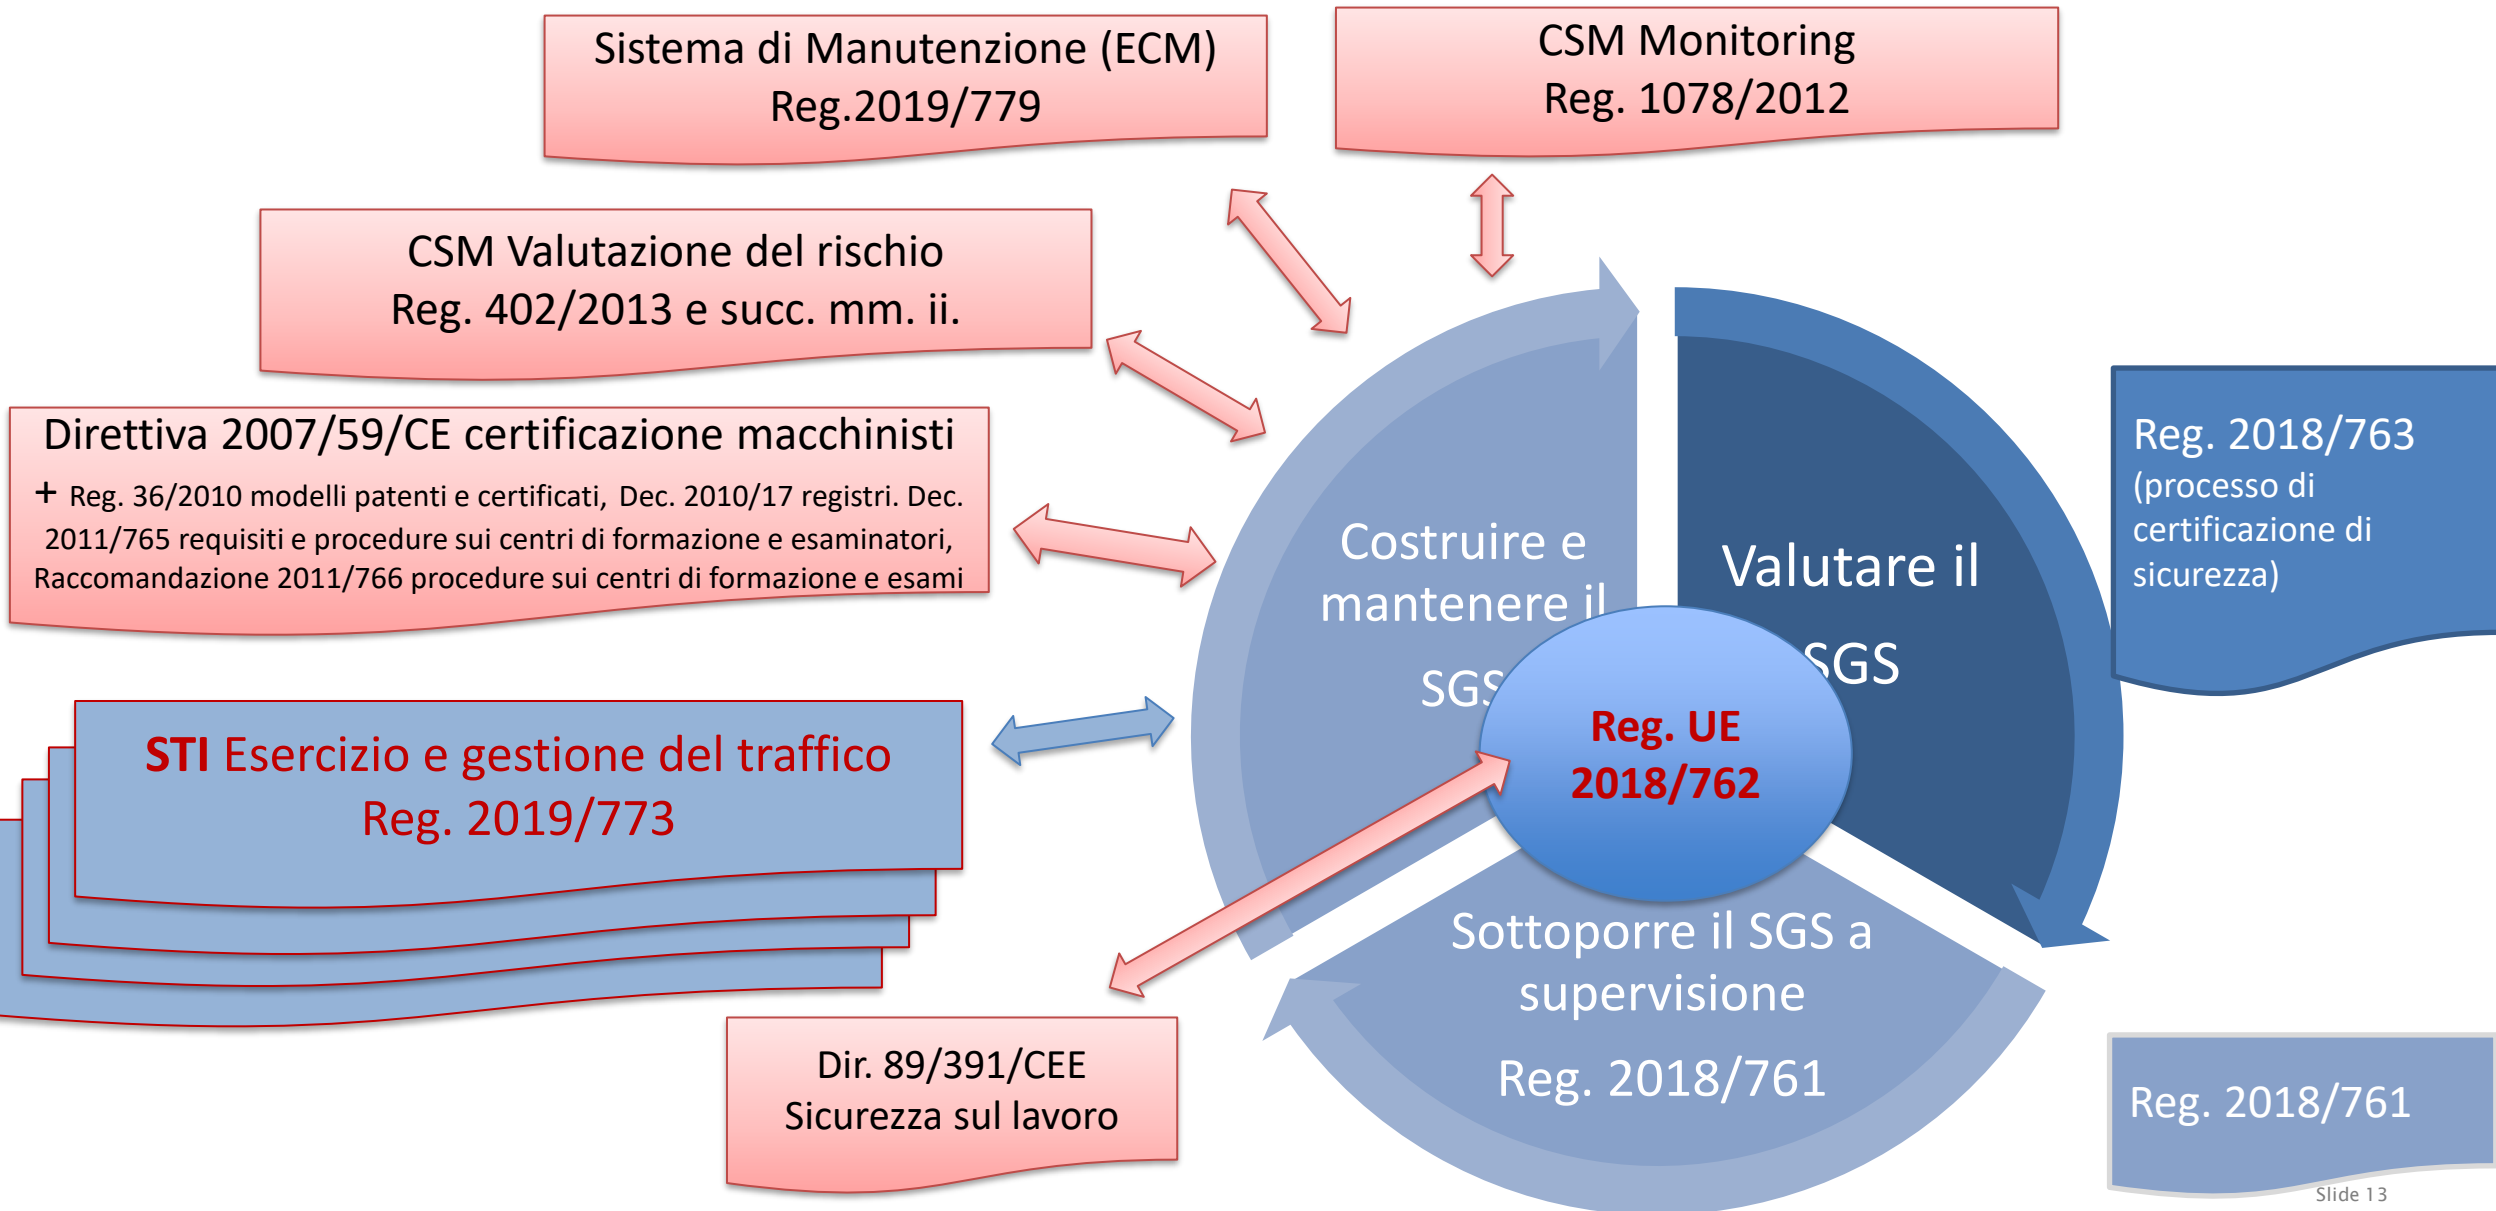 Sistema di Manutenzione (ECM)
Reg.2019/779
CSM Monitoring
Reg. 1078/2012
CSM Valutazione del rischio
Reg. 402/2013 e succ. mm. ii.
Direttiva 2007/59/CE certificazione macchinisti
+ Reg. 36/2010 modelli patenti e certificati, Dec. 2010/17 registri. Dec.
2011/765 requisiti e procedure sui centri di formazione e esaminatori,
Raccomandazione 2011/766 procedure sui centri di formazione e esami
STI Esercizio e gestione del traffico
Reg. 2019/773
Dir. 89/391/CEE
Sicurezza sul lavoro
Costruire e
mantenere il
SGS
Valutare il
SGS
Reg. UE
2018/762
Sottoporre il SGS a
supervisione
Reg. 2018/761
Reg. 2018/763
(processo di
certificazione di
sicurezza)
Reg. 2018/761
Slide 13